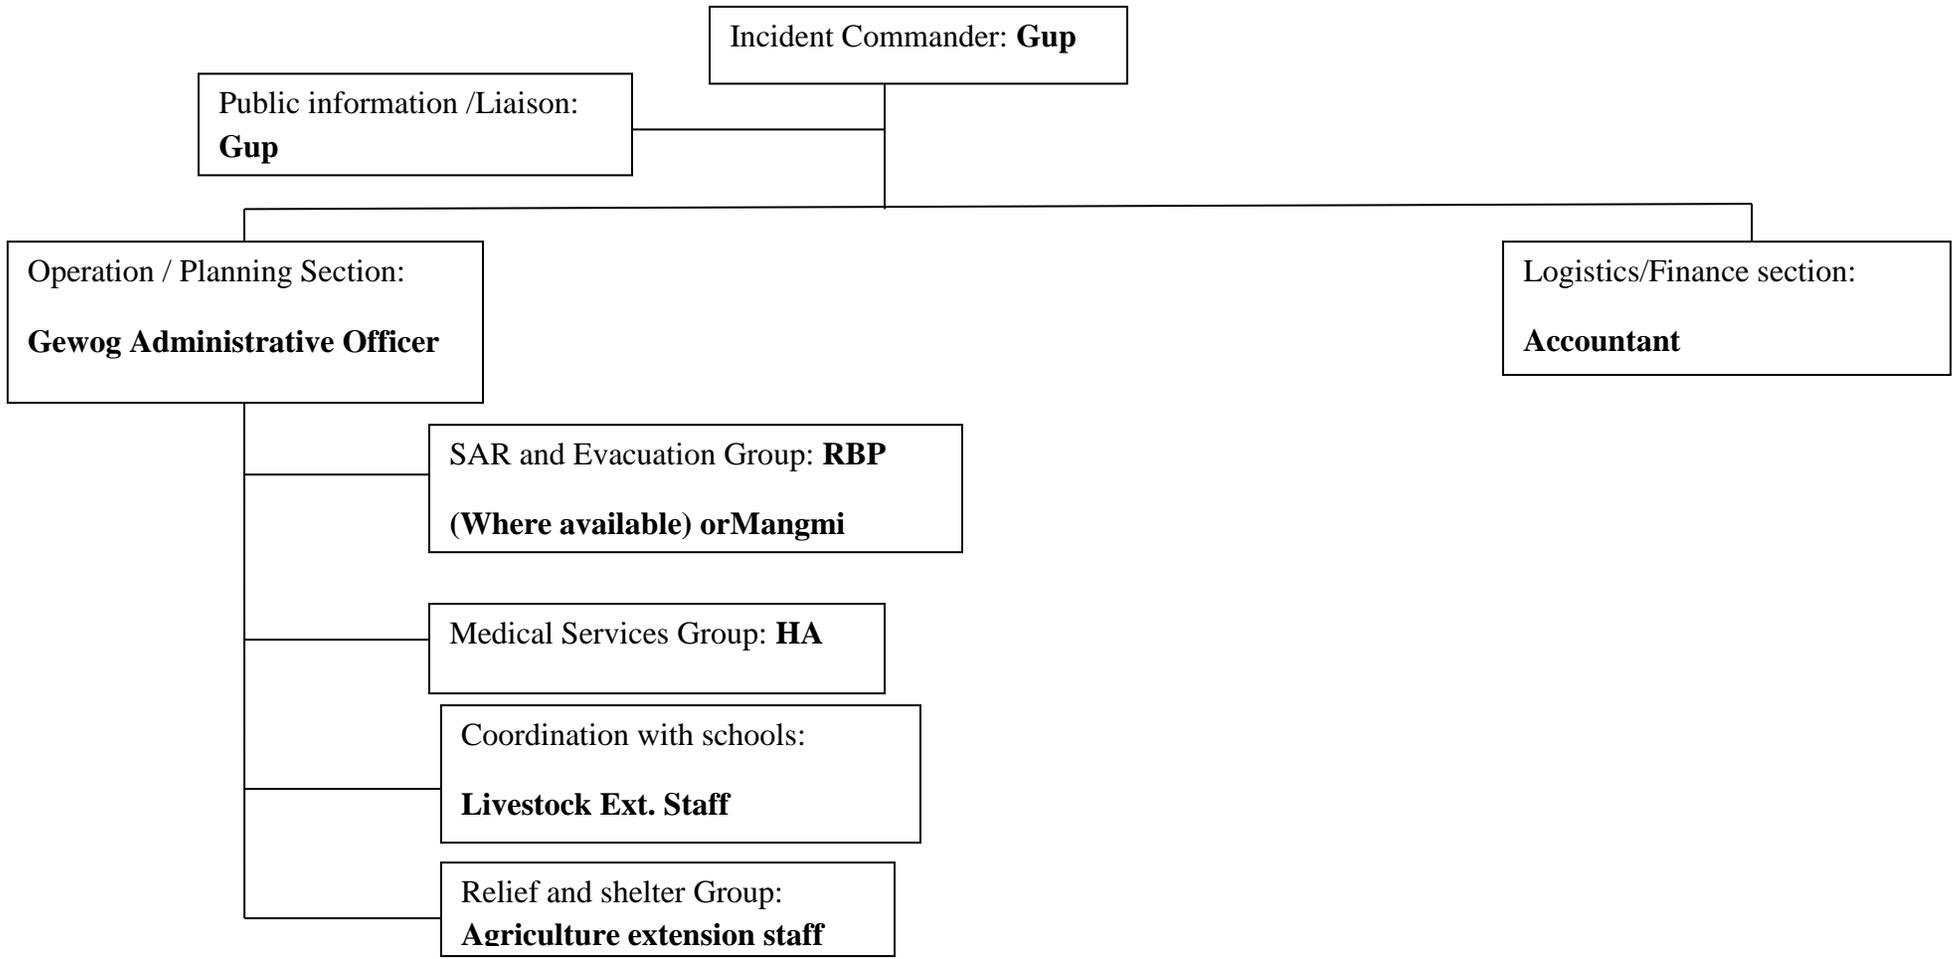 Incident Commander: Gup
Public information /Liaison:
Gup
Operation / Planning Section:
Gewog Administrative Officer
Logistics/Finance section:
Accountant
SAR and Evacuation Group: RBP
(Where available) orMangmi
Medical Services Group: HA
Coordination with schools:
Livestock Ext. Staff
Relief and shelter Group:
Agriculture extension staff